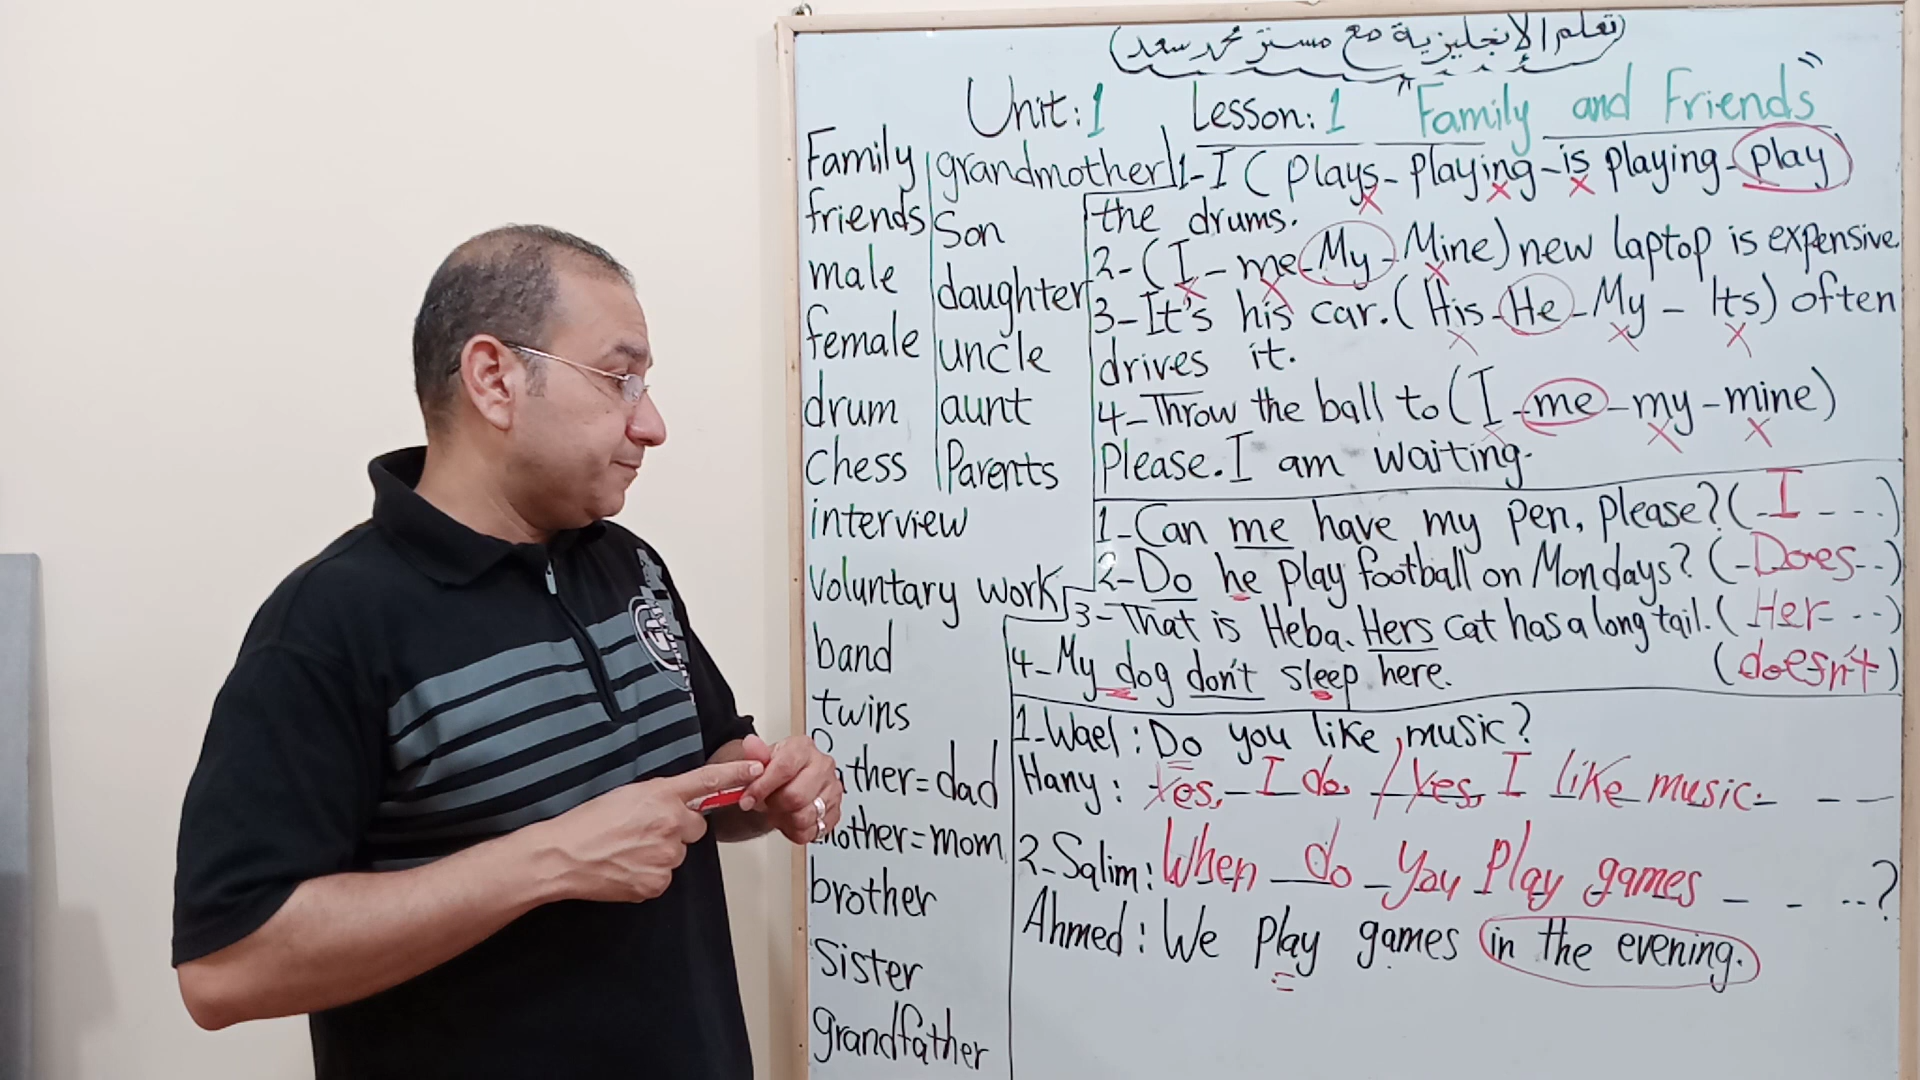 (تعلم الإنجليزية مع مستر محمد سعد)
Unit: 1 Lesson: 1 "Family and Friends"
Family
friends
male
female
drum
chess
interview
voluntary work
band
twins
father = dad
mother = mom
brother
Sister
grandfather
grandmother
Son
daughter
uncle
aunt
Parents
1- I ( plays - playing - is playing - play
the drums.
2- (I - me - My - Mine) new laptop is expensive.
3- It's his car. ( His - He - My - Its) often
drives it.
4- Throw the ball to (I - me - my - mine)
please. I am waiting.
1- Can me have my pen, please? (- I - - -)
2- Do he play football on Mondays? (- Does - -)
3- That is Heba. Hers cat has a long tail. ( Her - - -)
4- My dog don't sleep here. (doesn't)
1- Wael : Do you like music?
Hany : Yes, I do. / Yes, I like music.
2- Salim: When do you play games - - - -?
Ahmed : We play games in the evening.